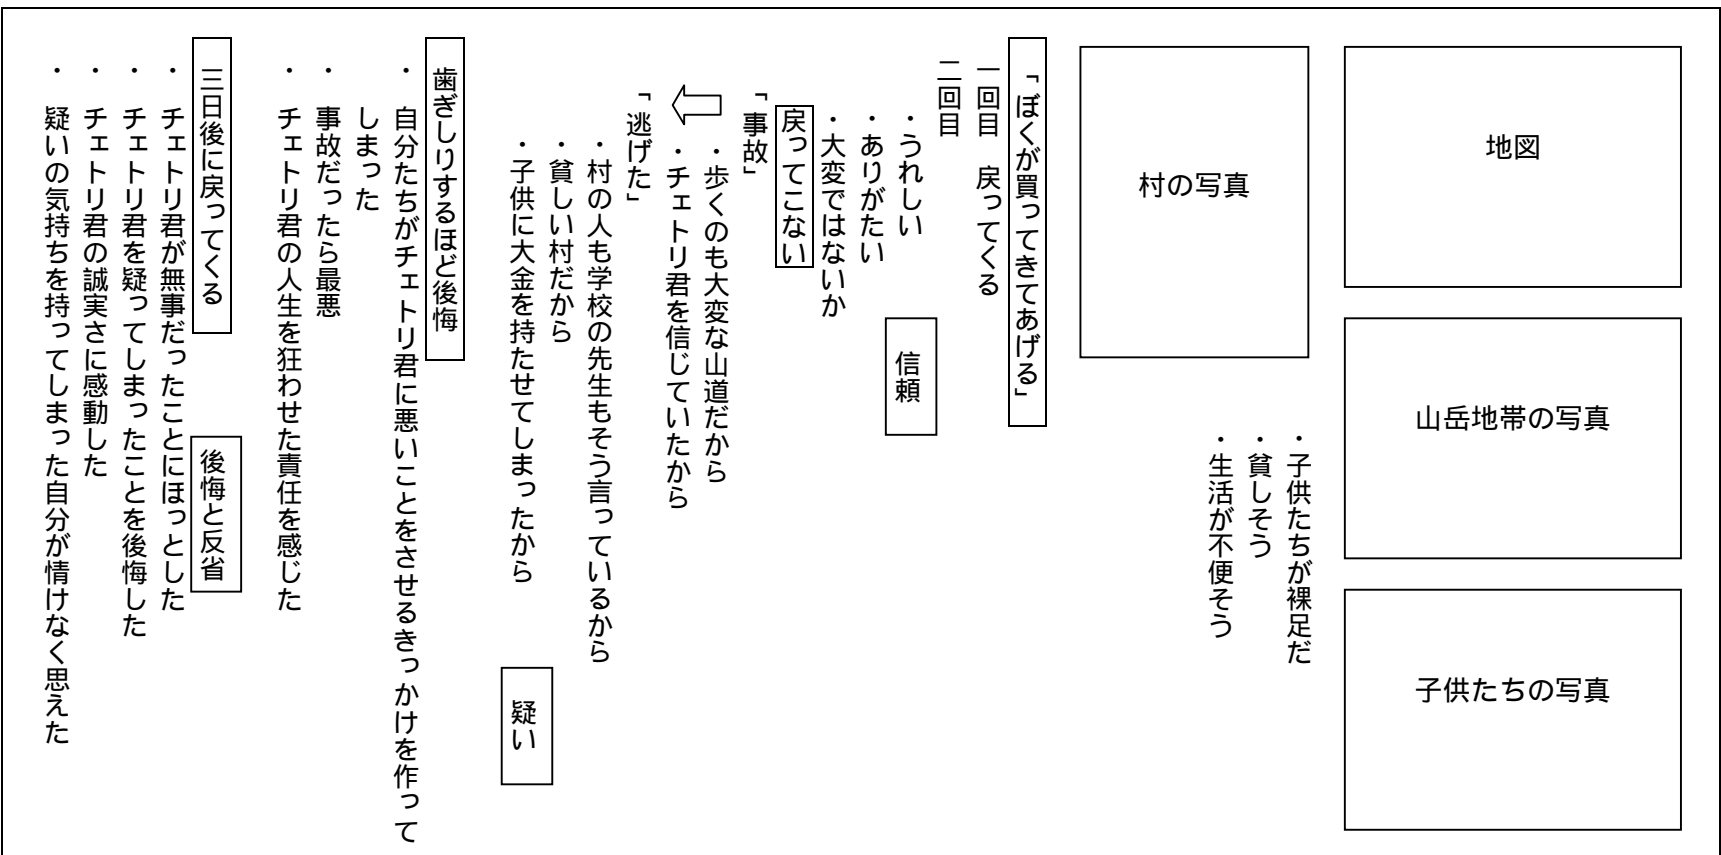 地図
山岳地帯の写真
子供たちの写真
村の写真
・子供たちが裸足だ
・貧しそう
・生活が不便そう
「ぼくが買ってきてあげる」
一回目　戻ってくる
二回目
・うれしい
・ありがたい
・大変ではないか
信頼
戻ってこない
「事故」
・歩くのも大変な山道だから
・チェトリ君を信じていたから
「逃げた」
・村の人も学校の先生もそう言っているから
・貧しい村だから
・子供に大金を持たせてしまったから
疑い
歯ぎしりするほど後悔
・　自分たちがチェトリ君に悪いことをさせるきっかけを作って
しまった
・　事故だったら最悪
・　チェトリ君の人生を狂わせた責任を感じた
三日後に戻ってくる
後悔と反省
・　チェトリ君が無事だったことにほっとした
・　チェトリ君を疑ってしまったことを後悔した
・　チェトリ君の誠実さに感動した
・　疑いの気持ちを持ってしまった自分が情けなく思えた